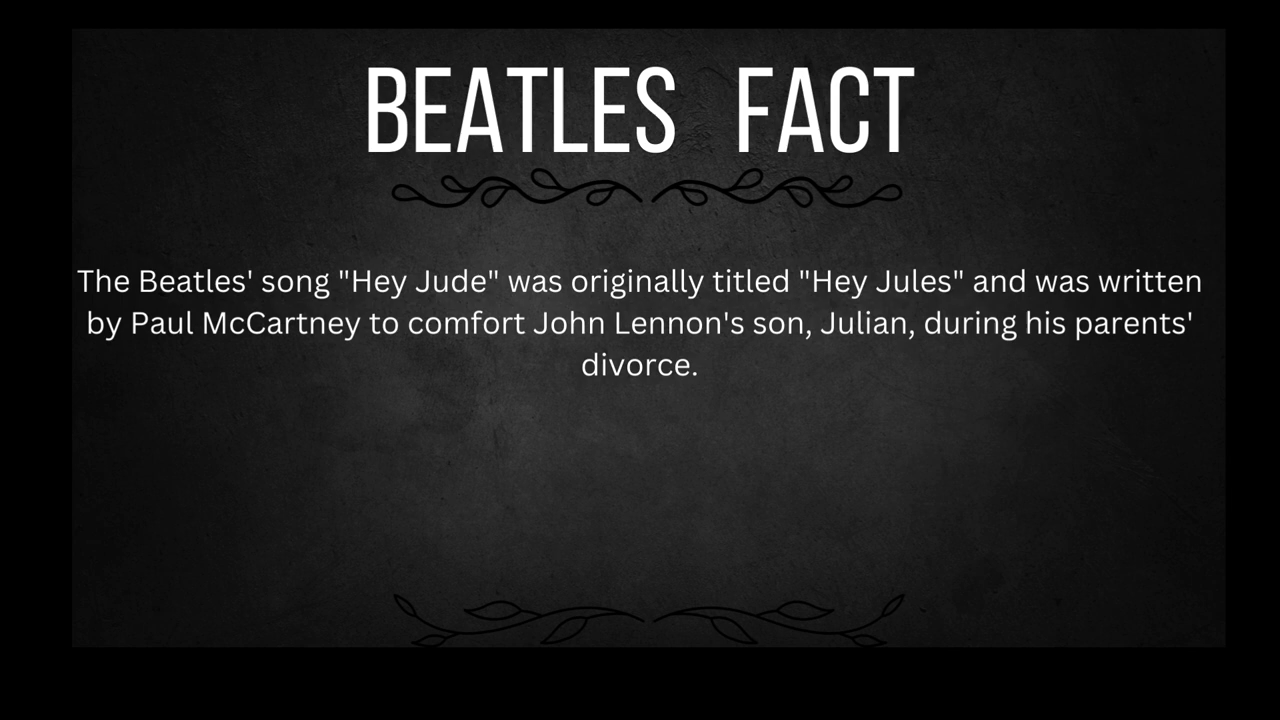 BEATLES FACT
The Beatles' song "Hey Jude" was originally titled "Hey Jules" and was written
by Paul McCartney to comfort John Lennon's son, Julian, during his parents'
divorce.